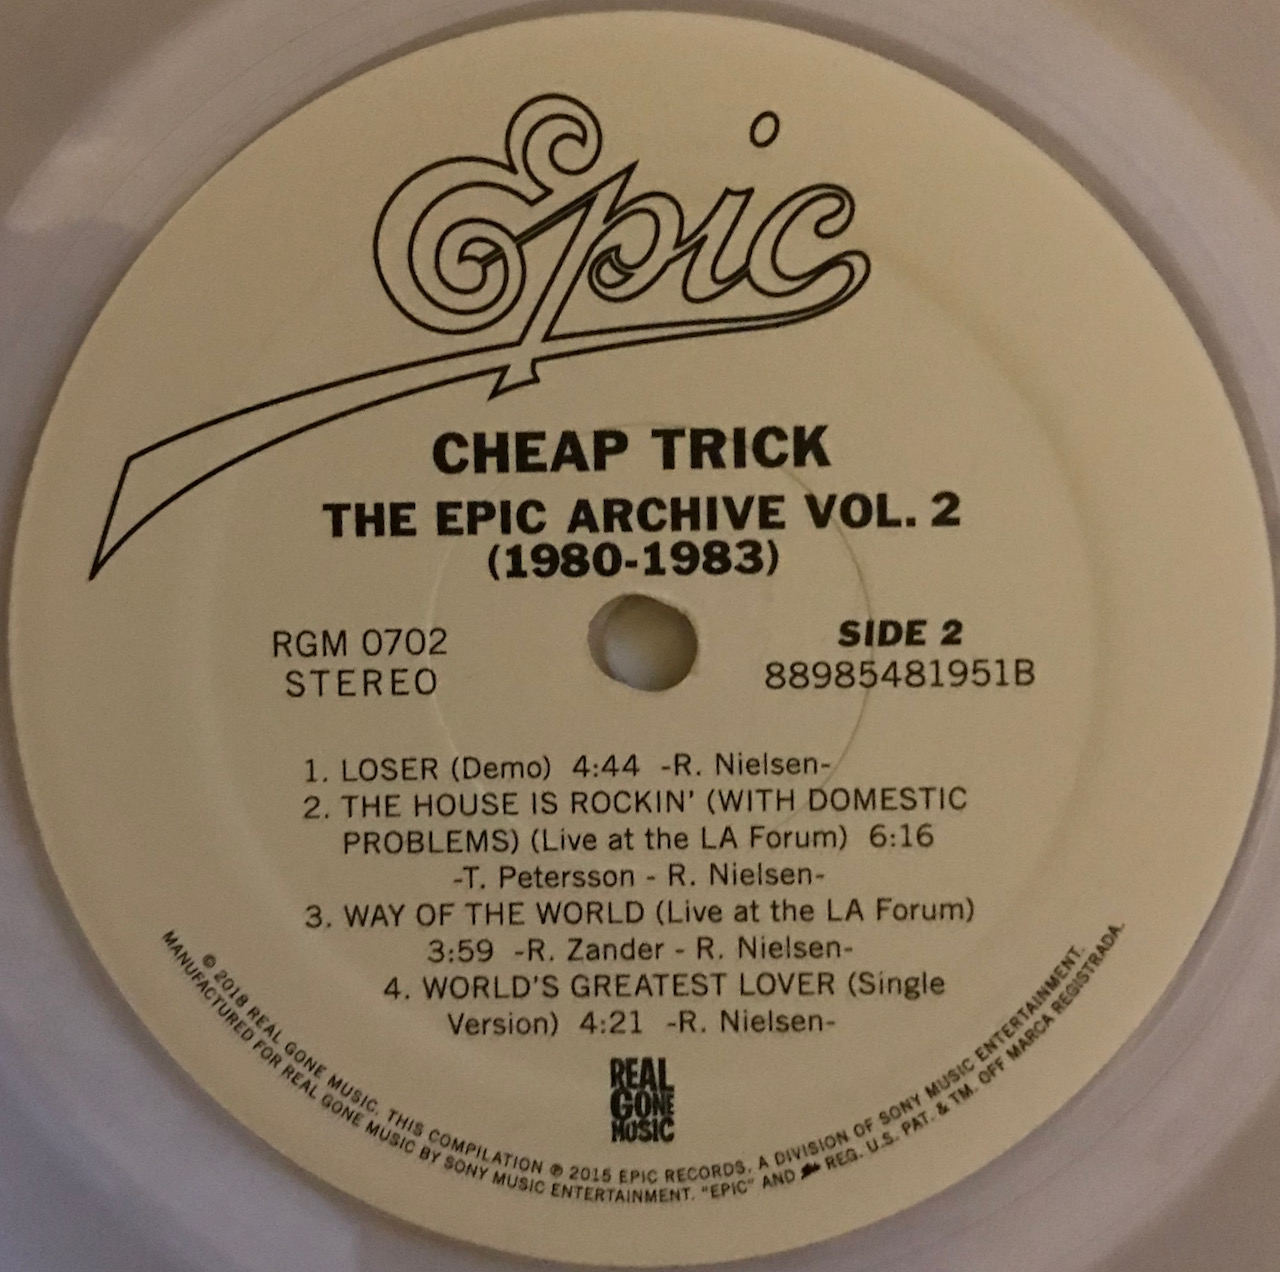 Epic
CHEAP TRICK
THE EPIC ARCHIVE VOL. 2
(1980-1983)
RGM 0702
STEREO
SIDE 2
88985481951B
1. LOSER (Demo) 4:44 -R. Nielsen-
2. THE HOUSE IS ROCKIN' (WITH DOMESTIC
PROBLEMS) (Live at the LA Forum) 6:16
-T. Petersson - R. Nielsen-
3. WAY OF THE WORLD (Live at the LA Forum)
3:59 -R. Zander - R. Nielsen-
4. WORLD'S GREATEST LOVER (Single
Version) 4:21 -R. Nielsen-
REAL
GONE
MUSIC
© 2018 REAL GONE MUSIC. THIS COMPILATION ℗ 2015 EPIC RECORDS, A DIVISION OF SONY MUSIC ENTERTAINMENT.
MANUFACTURED FOR REAL GONE MUSIC BY SONY MUSIC ENTERTAINMENT. "EPIC" AND REG. U.S. PAT. & TM. OFF MARCA REGISTRADA.